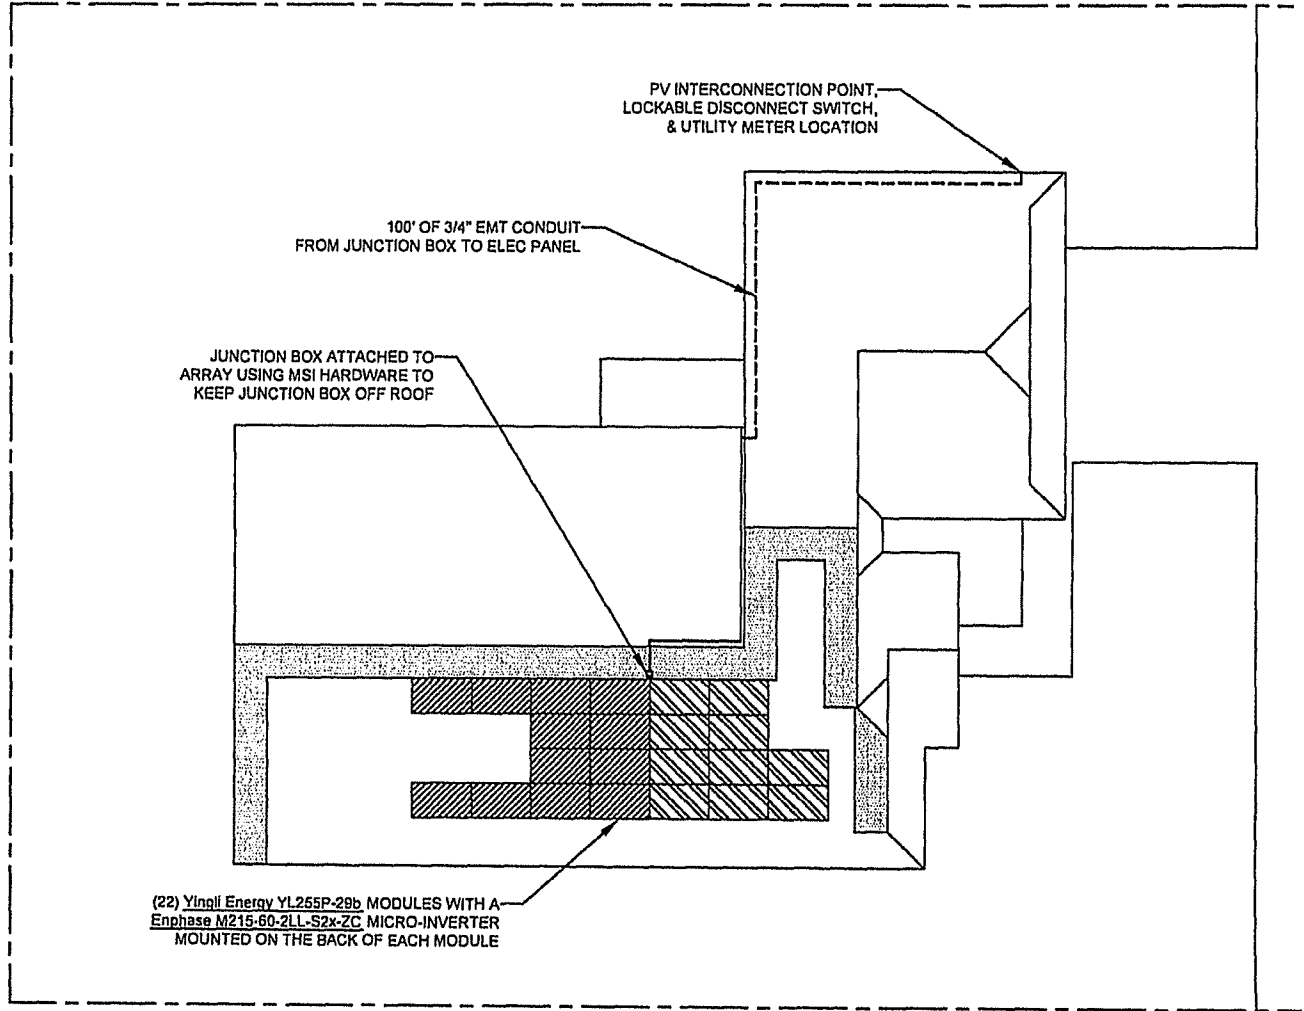 PV INTERCONNECTION POINT,
LOCKABLE DISCONNECT SWITCH,
& UTILITY METER LOCATION
100' OF 3/4" EMT CONDUIT
FROM JUNCTION BOX TO ELEC PANEL
JUNCTION BOX ATTACHED TO
ARRAY USING MSI HARDWARE TO
KEEP JUNCTION BOX OFF ROOF
(22) Yingli Energy YL255P-29b MODULES WITH A
Enphase M215-60-2LL-S2x-ZC MICRO-INVERTER
MOUNTED ON THE BACK OF EACH MODULE